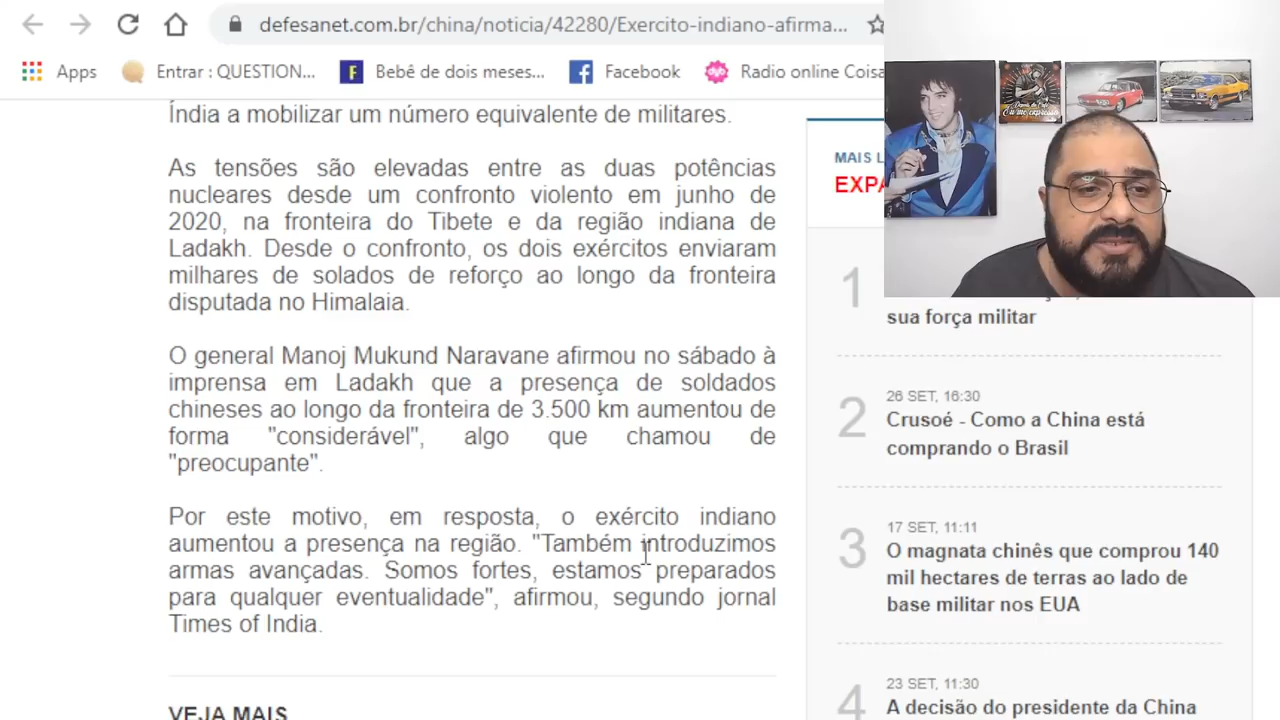 defesanet.com.br/china/noticia/42280/Exercito-indiano-afirma...
Apps
Entrar : QUESTION...
F
Bebê de dois meses...
Facebook
dyb
Radio online Coisa
Índia a mobilizar um número equivalente de militares.
As tensões são elevadas entre as duas potências
nucleares desde um confronto violento em junho de
2020, na fronteira do Tibete e da região indiana de
Ladakh. Desde o confronto, os dois exércitos enviaram
milhares de solados de reforço ao longo da fronteira
disputada no Himalaia.
O general Manoj Mukund Naravane afirmou no sábado à
imprensa em Ladakh que a presença de soldados
chineses ao longo da fronteira de 3.500 km aumentou de
forma "considerável", algo que chamou de
"preocupante".
Por este motivo, em resposta, o exército indiano
aumentou a presença na região. "Também introduzimos
armas avançadas. Somos fortes, estamos preparados
para qualquer eventualidade", afirmou, segundo jornal
Times of India.
VEJA MAIS
MAIS L
EXPA
1
sua força militar
2
26 SET, 16:30
Crusoé - Como a China está
comprando o Brasil
3
17 SET, 11:11
O magnata chinês que comprou 140
mil hectares de terras ao lado de
base militar nos EUA
4
23 SET, 11:30
A decisão do presidente da China